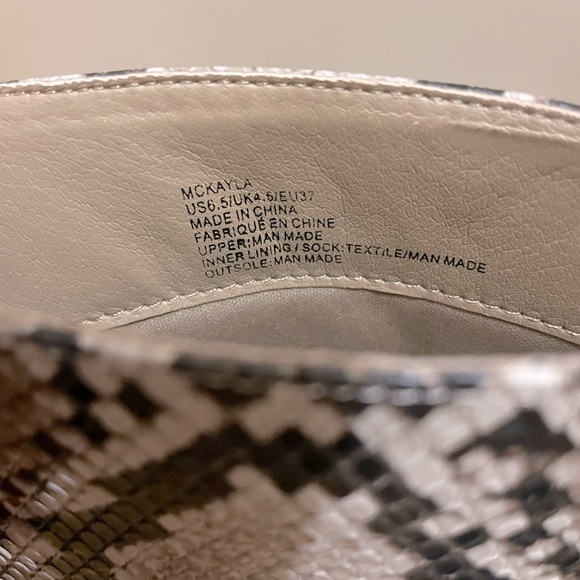 MCKAYLA
US6.5/UK4.5/EU37
MADE IN CHINA
FABRIQUE EN CHINE
UPPER:MAN MADE
INNER LINING / SOCK:TEXTILE/MAN MADE
OUTSOLE:MAN MADE